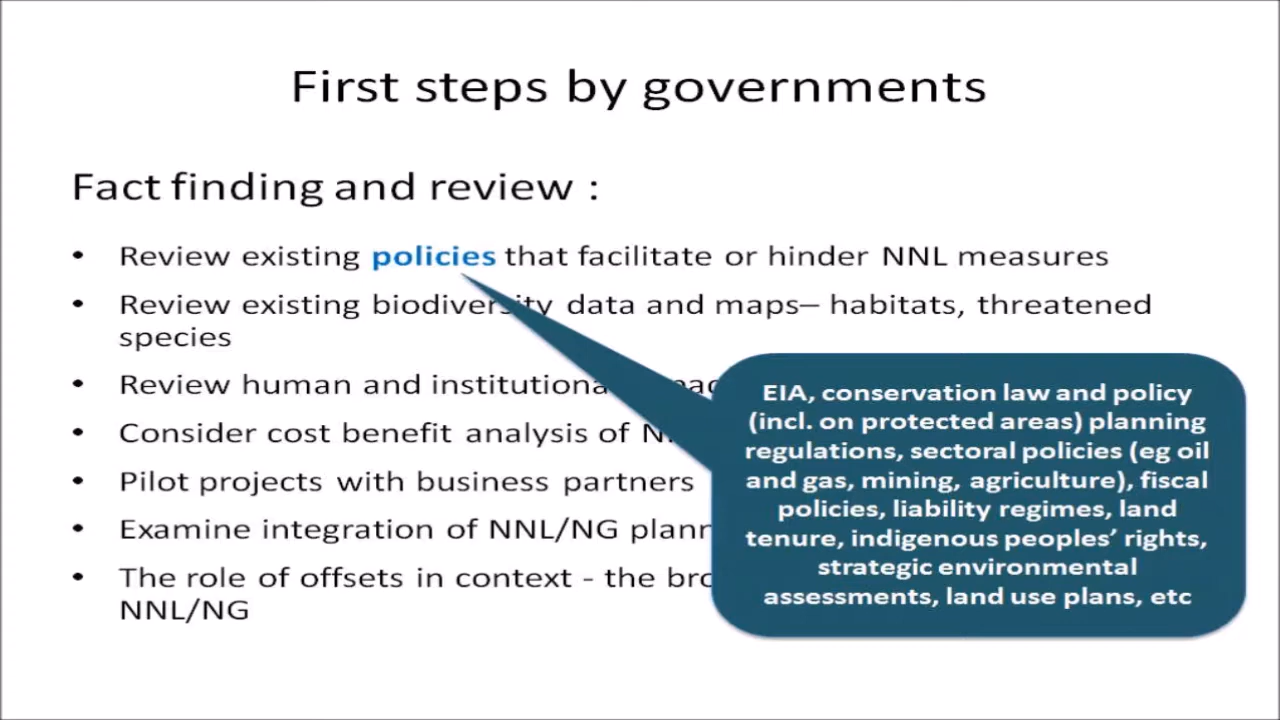 First steps by governments
Fact finding and review :
• Review existing policies that facilitate or hinder NNL measures
• Review existing biodiversity data and maps– habitats, threatened
species
• Review human and institutional
• Consider cost benefit analysis of
• Pilot projects with business partners
• Examine integration of NNL/NG
• The role of offsets in context - the
NNL/NG
EIA, conservation law and policy
(incl. on protected areas) planning
regulations, sectoral policies (eg oil
and gas, mining, agriculture), fiscal
policies, liability regimes, land
tenure, indigenous peoples’ rights,
strategic environmental
assessments, land use plans, etc